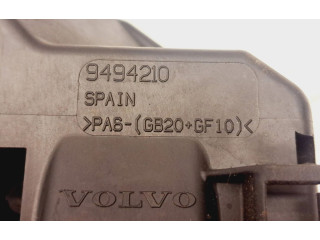 9494210
SPAIN
>PA6-(GB20+GF10)<
VOLVO